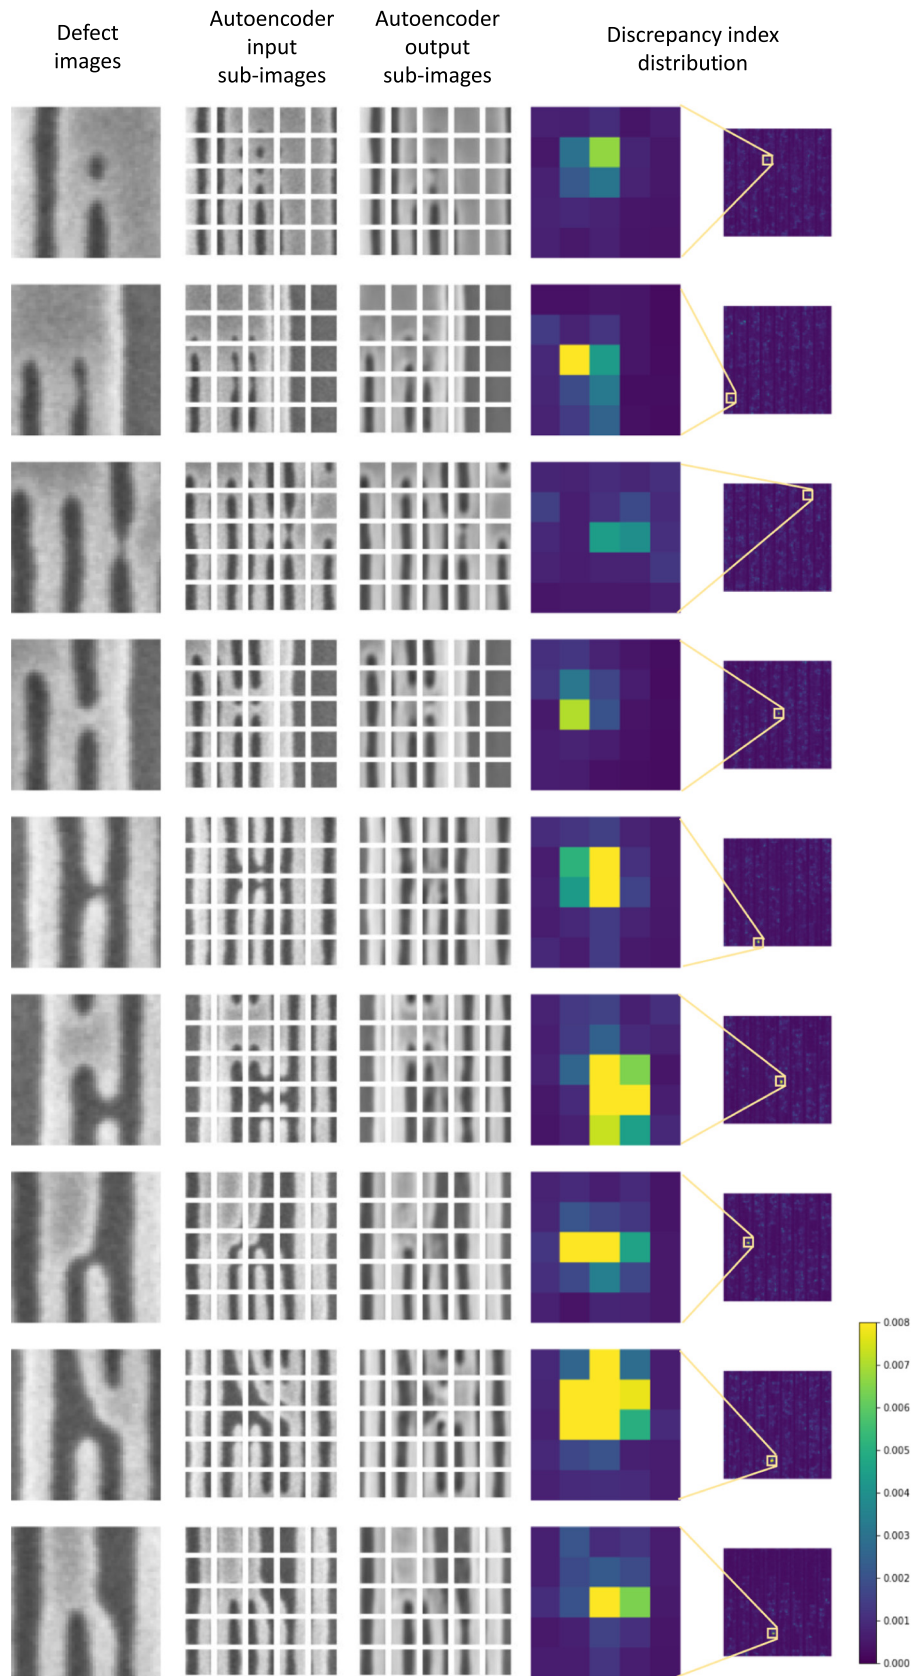 Defect
images
Autoencoder
input
sub-images
Autoencoder
output
sub-images
Discrepancy index
distribution
0.008
0.007
0.006
0.005
0.004
0.003
0.002
0.001
0.000